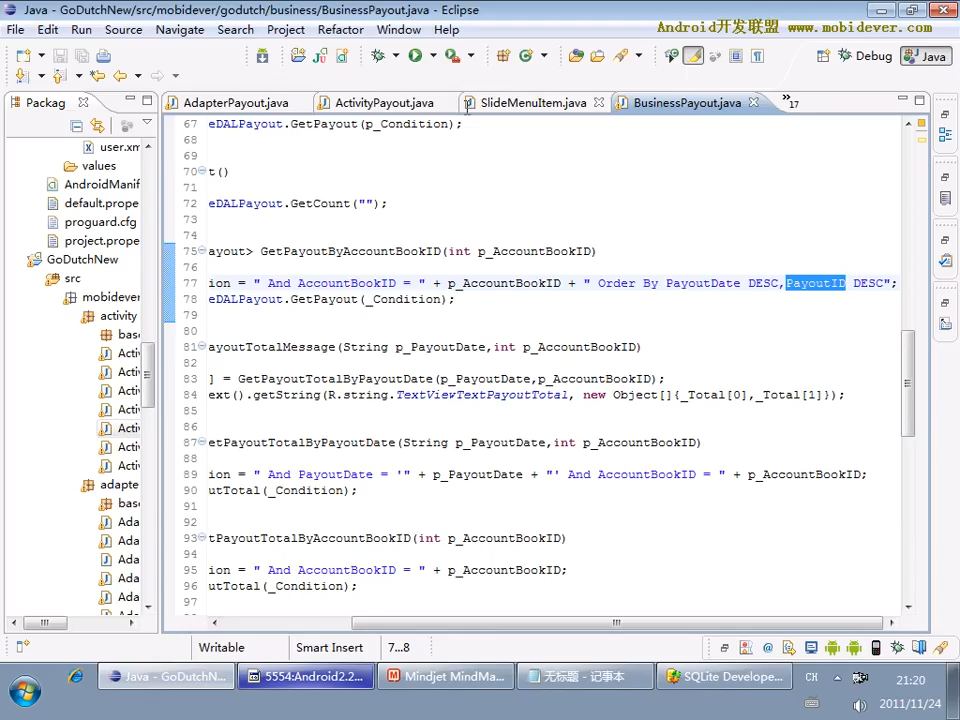 Java - GoDutchNew/src/mobidever/godutch/business/BusinessPayout.java - Eclipse
File Edit Run Source Navigate Search Project Refactor Window Help
Android开发联盟 www.mobidever.com
Debug Java
Packag
AdapterPayout.java ActivityPayout.java SlideMenuItem.java BusinessPayout.java »17
user.xm
values
AndroidManif
default.prope
proguard.cfg
project.prope
GoDutchNew
src
mobidever
activity
base
Activ
Activ
Activ
Activ
Activ
Activ
Activ
adapte
base
Ada
Ada
Ada
Ada
Ada
67 eDALPayout.GetPayout(p_Condition);
68
69
70 t()
71
72 eDALPayout.GetCount("");
73
74
75 ayout> GetPayoutByAccountBookID(int p_AccountBookID)
76
77 ion = " And AccountBookID = " + p_AccountBookID + " Order By PayoutDate DESC,PayoutID DESC";
78 eDALPayout.GetPayout(_Condition);
79
80
81 ayoutTotalMessage(String p_PayoutDate,int p_AccountBookID)
82
83 ] = GetPayoutTotalByPayoutDate(p_PayoutDate,p_AccountBookID);
84 ext().getString(R.string.TextViewTextPayoutTotal, new Object[]{_Total[0],_Total[1]});
85
86
87 etPayoutTotalByPayoutDate(String p_PayoutDate,int p_AccountBookID)
88
89 ion = " And PayoutDate = '" + p_PayoutDate + "' And AccountBookID = " + p_AccountBookID;
90 utTotal(_Condition);
91
92
93 tPayoutTotalByAccountBookID(int p_AccountBookID)
94
95 ion = " And AccountBookID = " + p_AccountBookID;
96 utTotal(_Condition);
97
Writable Smart Insert 7...8
Java - GoDutchN... 5554:Android2.2... Mindjet MindMa... 无标题 - 记事本 SQLite Develope... CH 21:20
2011/11/24